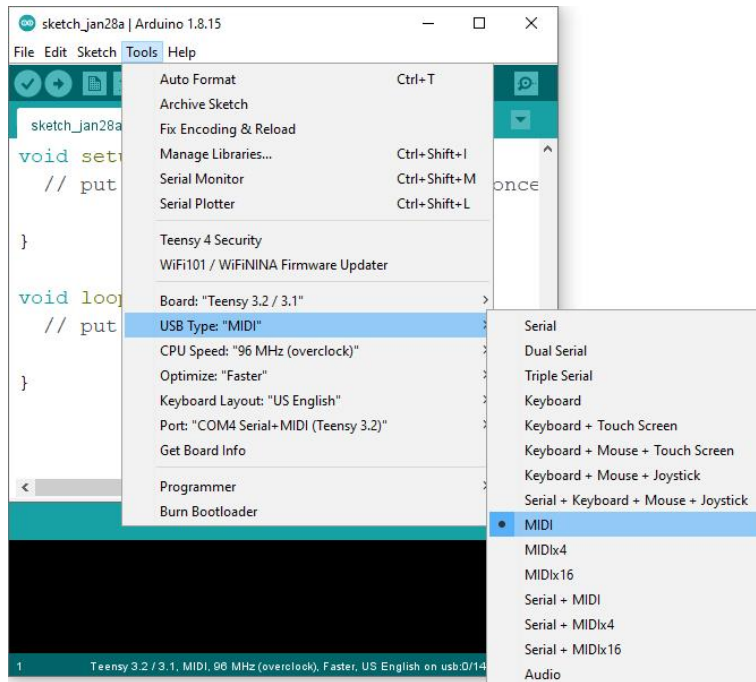 sketch_jan28a | Arduino 1.8.15
File Edit Sketch Tools Help
sketch_jan28a
void setu
// put
once
}
void loop
// put
}
Auto Format Ctrl+T
Archive Sketch
Fix Encoding & Reload
Manage Libraries... Ctrl+Shift+I
Serial Monitor Ctrl+Shift+M
Serial Plotter Ctrl+Shift+L
Teensy 4 Security
WiFi101 / WiFiNINA Firmware Updater
Board: "Teensy 3.2 / 3.1"
USB Type: "MIDI"
CPU Speed: "96 MHz (overclock)"
Optimize: "Faster"
Keyboard Layout: "US English"
Port: "COM4 Serial+MIDI (Teensy 3.2)"
Get Board Info
Programmer
Burn Bootloader
Serial
Dual Serial
Triple Serial
Keyboard
Keyboard + Touch Screen
Keyboard + Mouse + Touch Screen
Keyboard + Mouse + Joystick
Serial + Keyboard + Mouse + Joystick
MIDI
MIDIx4
MIDIx16
Serial + MIDI
Serial + MIDIx4
Serial + MIDIx16
Audio
1 Teensy 3.2 / 3.1, MIDI, 96 MHz (overclock), Faster, US English on usb:0/14